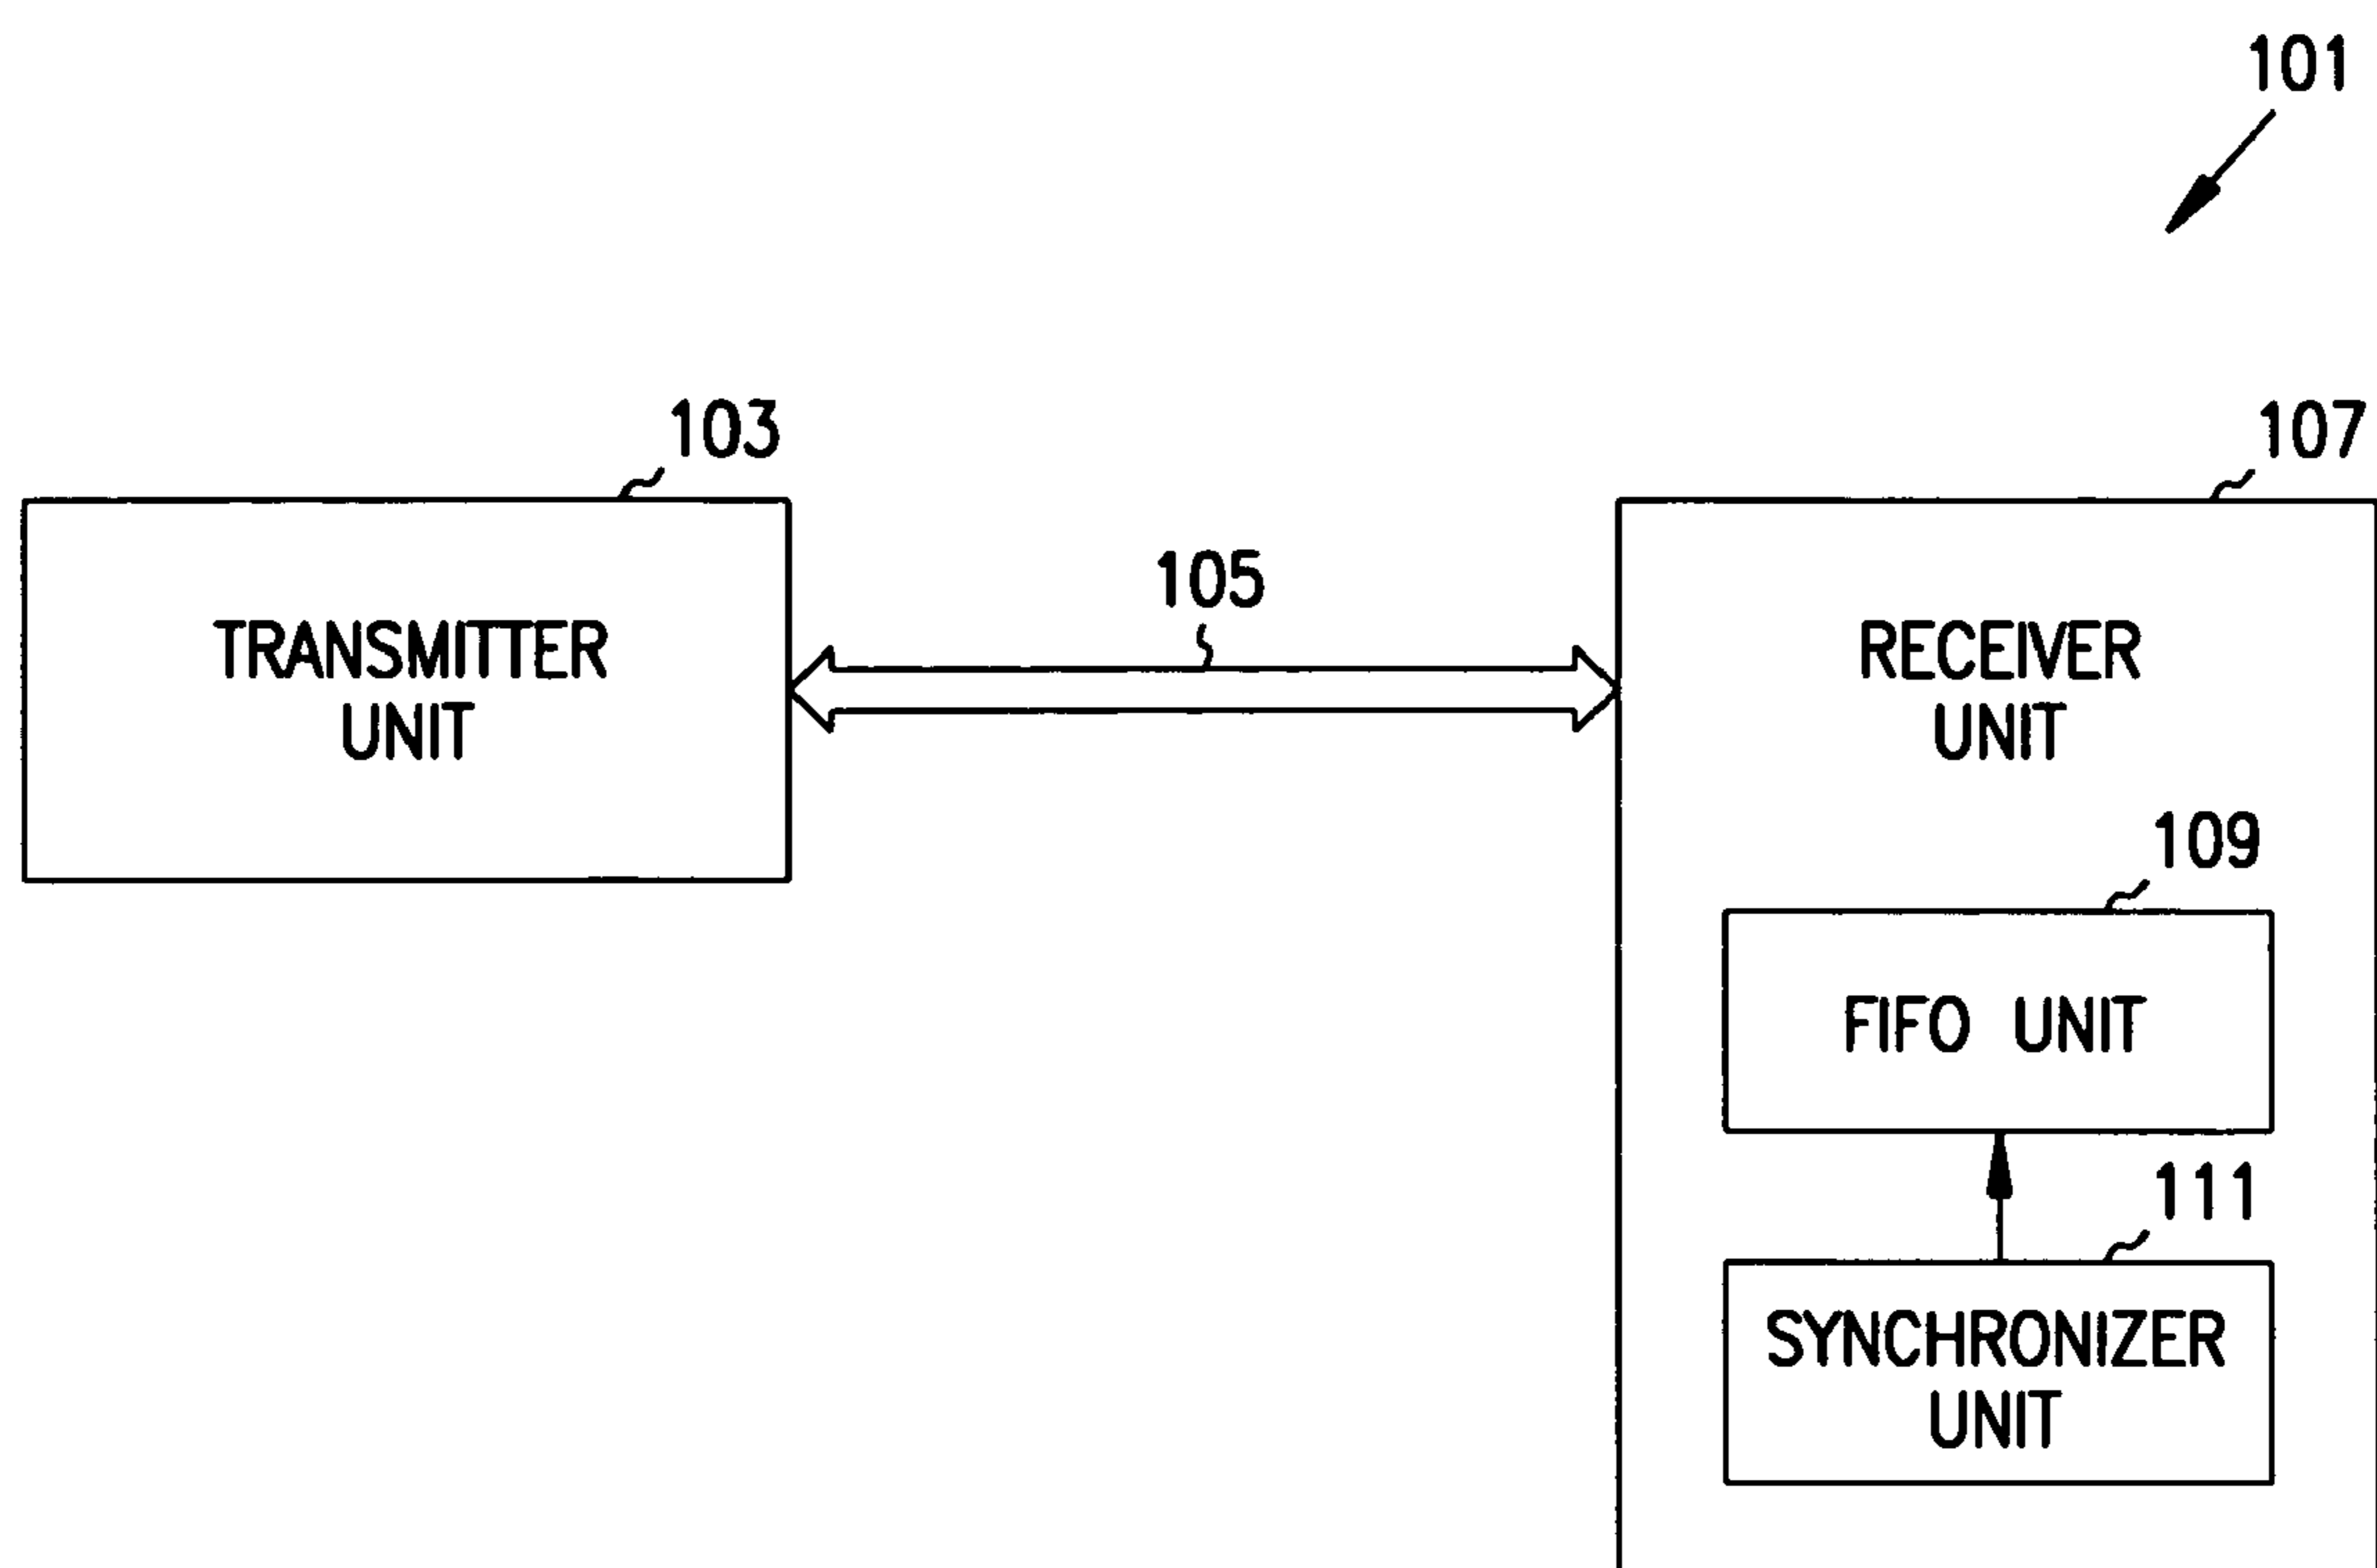 101
103
107
105
TRANSMITTER
UNIT
RECEIVER
UNIT
109
FIFO UNIT
111
SYNCHRONIZER
UNIT